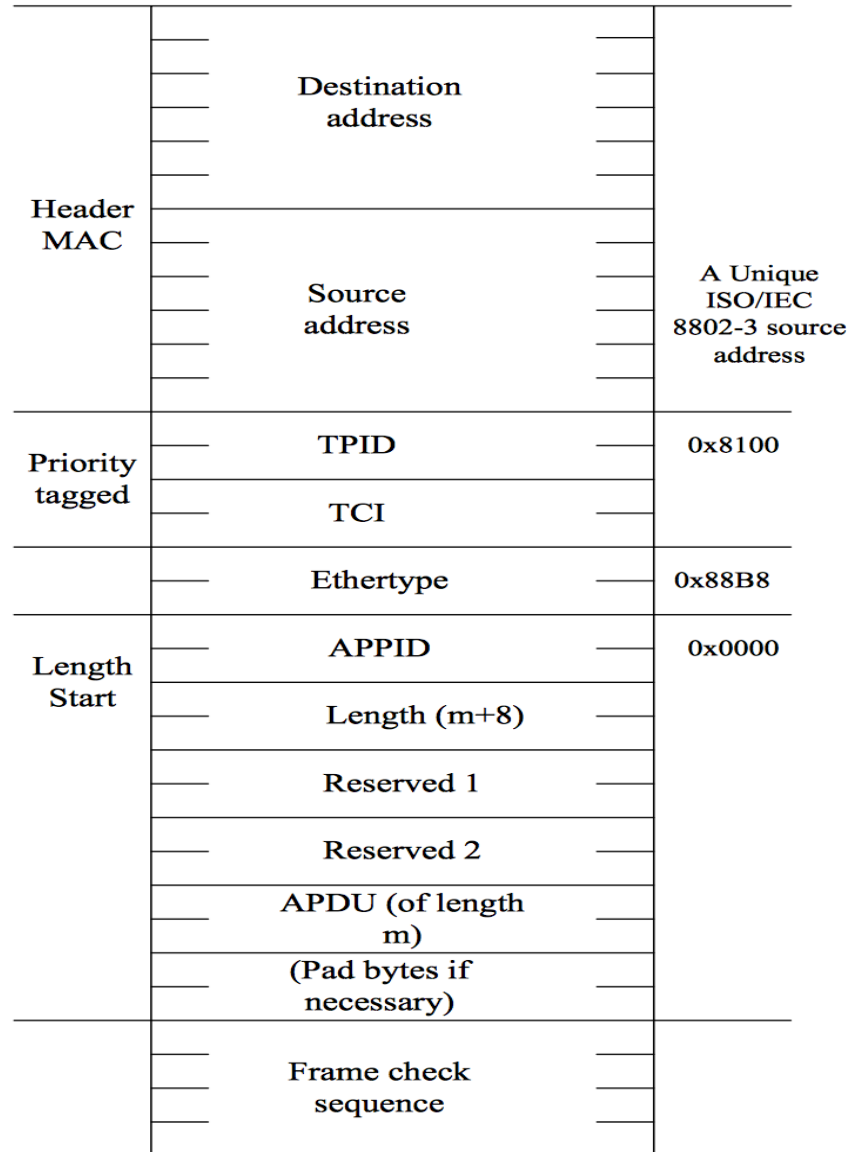 Destination
address
Header
MAC
Source
address
A Unique
ISO/IEC
8802-3 source
address
Priority
tagged
TPID
0x8100
TCI
Ethertype
0x88B8
Length
Start
APPID
0x0000
Length (m+8)
Reserved 1
Reserved 2
APDU (of length
m)
(Pad bytes if
necessary)
Frame check
sequence